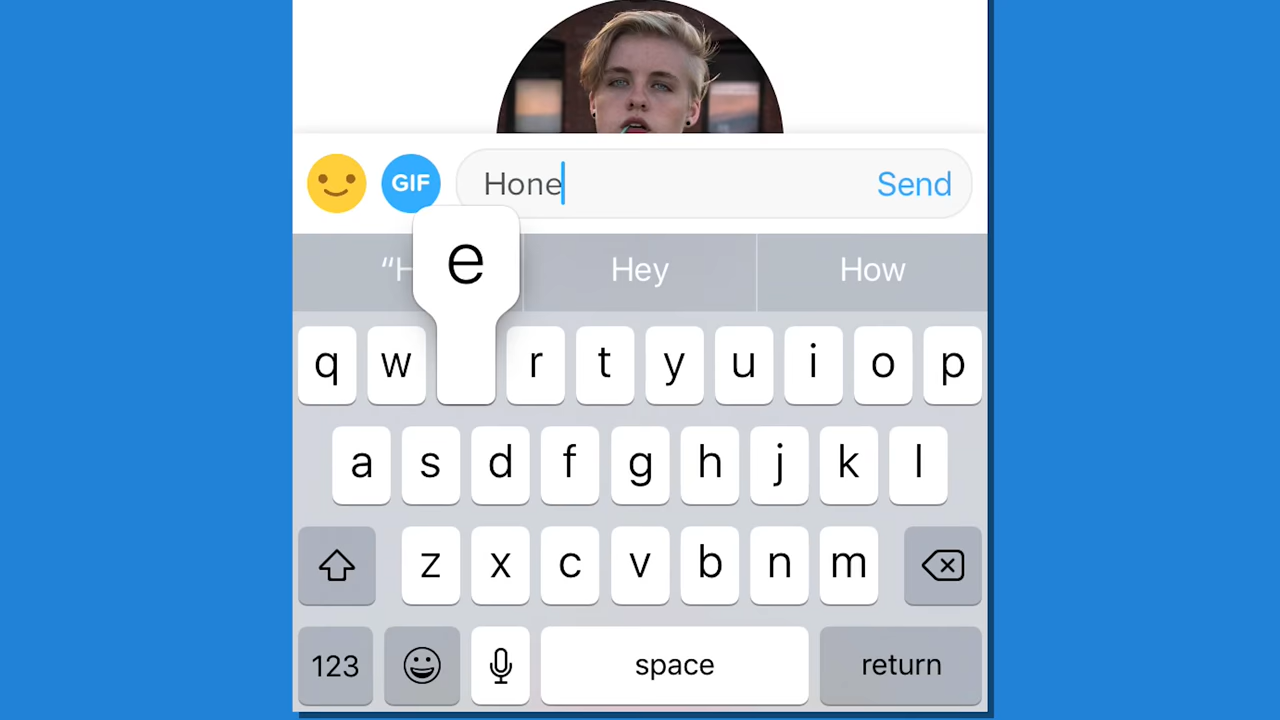 GIF Hone Send
e
"H Hey How
q w r t y u i o p
a s d f g h j k l
z x c v b n m
123 space return